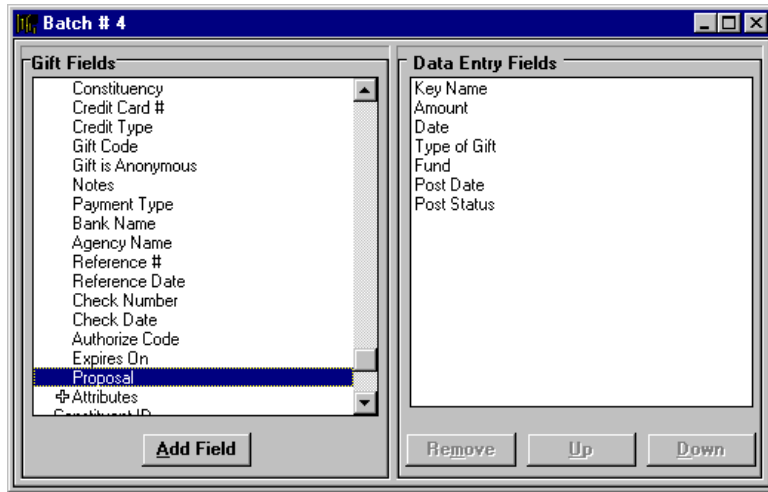 Batch # 4
Gift Fields
Constituency
Credit Card #
Credit Type
Gift Code
Gift is Anonymous
Notes
Payment Type
Bank Name
Agency Name
Reference #
Reference Date
Check Number
Check Date
Authorize Code
Expires On
Proposal
Attributes
Constituent ID
Add Field
Data Entry Fields
Key Name
Amount
Date
Type of Gift
Fund
Post Date
Post Status
Remove
Up
Down